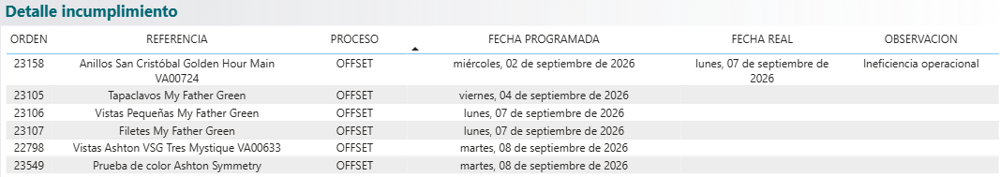 Detalle incumplimiento
ORDEN REFERENCIA PROCESO FECHA PROGRAMADA FECHA REAL OBSERVACION
23158 Anillos San Cristóbal Golden Hour Main VA00724 OFFSET miércoles, 02 de septiembre de 2026 lunes, 07 de septiembre de 2026 Ineficiencia operacional
23105 Tapaclavos My Father Green OFFSET viernes, 04 de septiembre de 2026
23106 Vistas Pequeñas My Father Green OFFSET lunes, 07 de septiembre de 2026
23107 Filetes My Father Green OFFSET lunes, 07 de septiembre de 2026
22798 Vistas Ashton VSG Tres Mystique VA00633 OFFSET martes, 08 de septiembre de 2026
23549 Prueba de color Ashton Symmetry OFFSET martes, 08 de septiembre de 2026